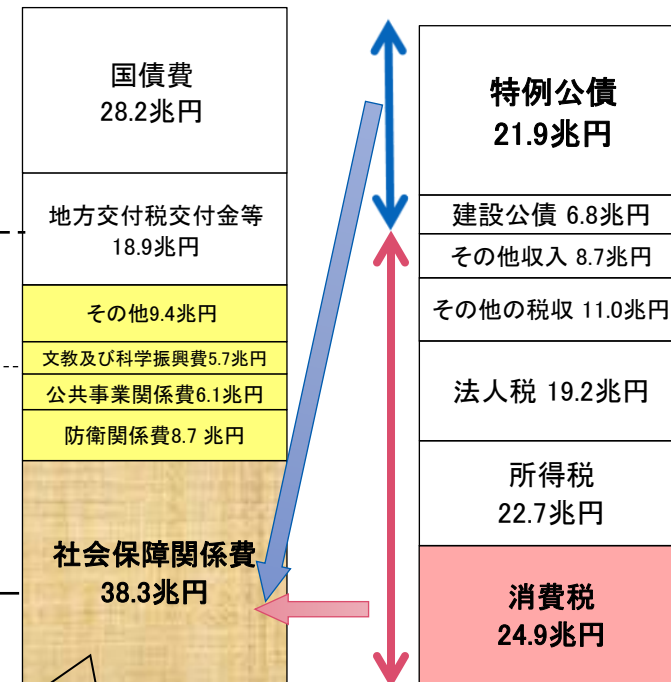 国債費
28.2兆円
地方交付税交付金等
18.9兆円
その他9.4兆円
文教及び科学振興費5.7兆円
公共事業関係費6.1兆円
防衛関係費8.7 兆円
社会保障関係費
38.3兆円
特例公債
21.9兆円
建設公債 6.8兆円
その他収入 8.7兆円
その他の税収 11.0兆円
法人税 19.2兆円
所得税
22.7兆円
消費税
24.9兆円